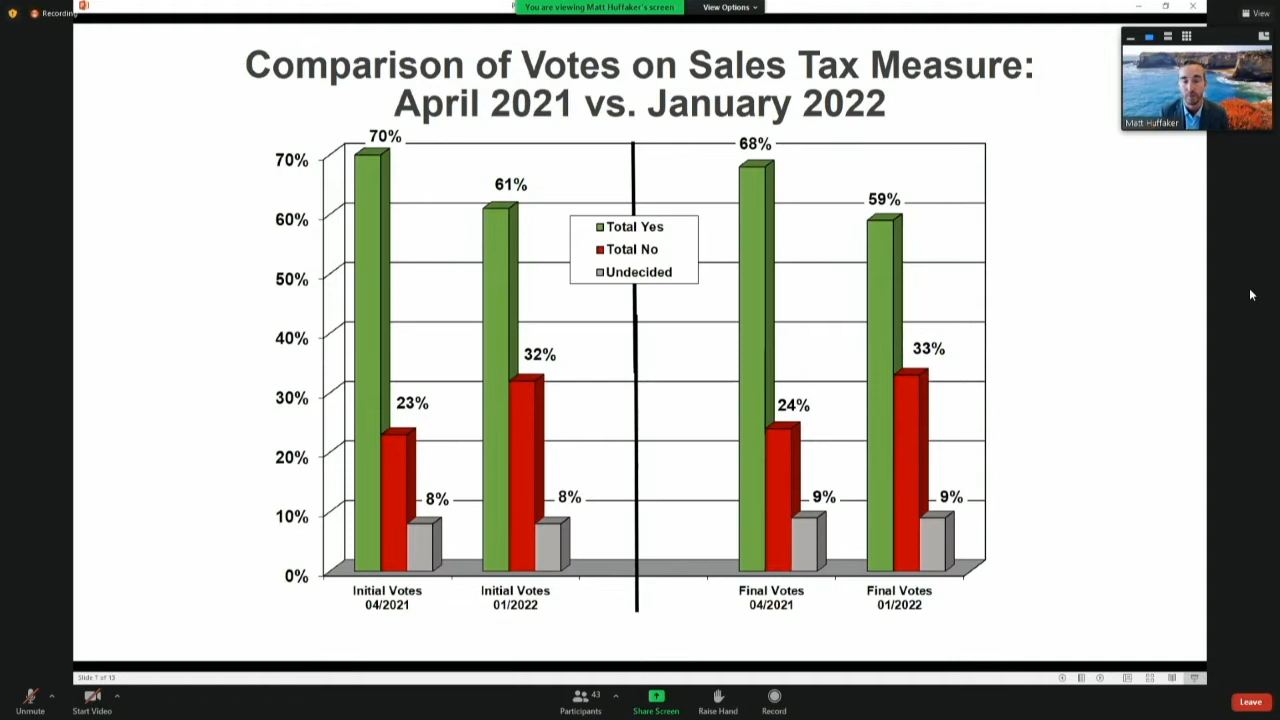 Recording
You are viewing Matt Huffaker's screen
View Options
View
Comparison of Votes on Sales Tax Measure:
April 2021 vs. January 2022
Matt Huffaker
70%
60%
50%
40%
30%
20%
10%
0%
70%
23%
8%
61%
32%
8%
Total Yes
Total No
Undecided
68%
24%
9%
59%
33%
9%
Initial Votes
04/2021
Initial Votes
01/2022
Final Votes
04/2021
Final Votes
01/2022
Slide 7 of 13
Unmute
Start Video
43
Participants
Share Screen
Raise Hand
Record
Leave